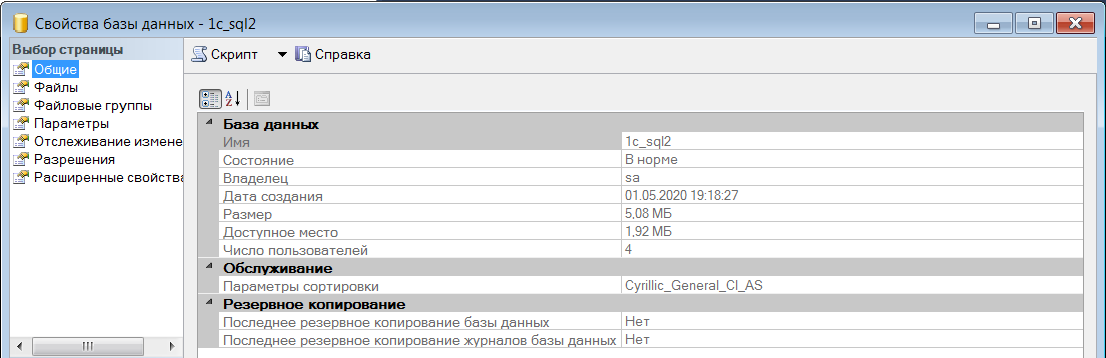 Свойства базы данных - 1c_sql2
Выбор страницы
Общие
Файлы
Файловые группы
Параметры
Отслеживание измене
Разрешения
Расширенные свойства
Скрипт
Справка
База данных
Имя 1c_sql2
Состояние В норме
Владелец sa
Дата создания 01.05.2020 19:18:27
Размер 5,08 МБ
Доступное место 1,92 МБ
Число пользователей 4
Обслуживание
Параметры сортировки Cyrillic_General_CI_AS
Резервное копирование
Последнее резервное копирование базы данных Нет
Последнее резервное копирование журналов базы данных Нет